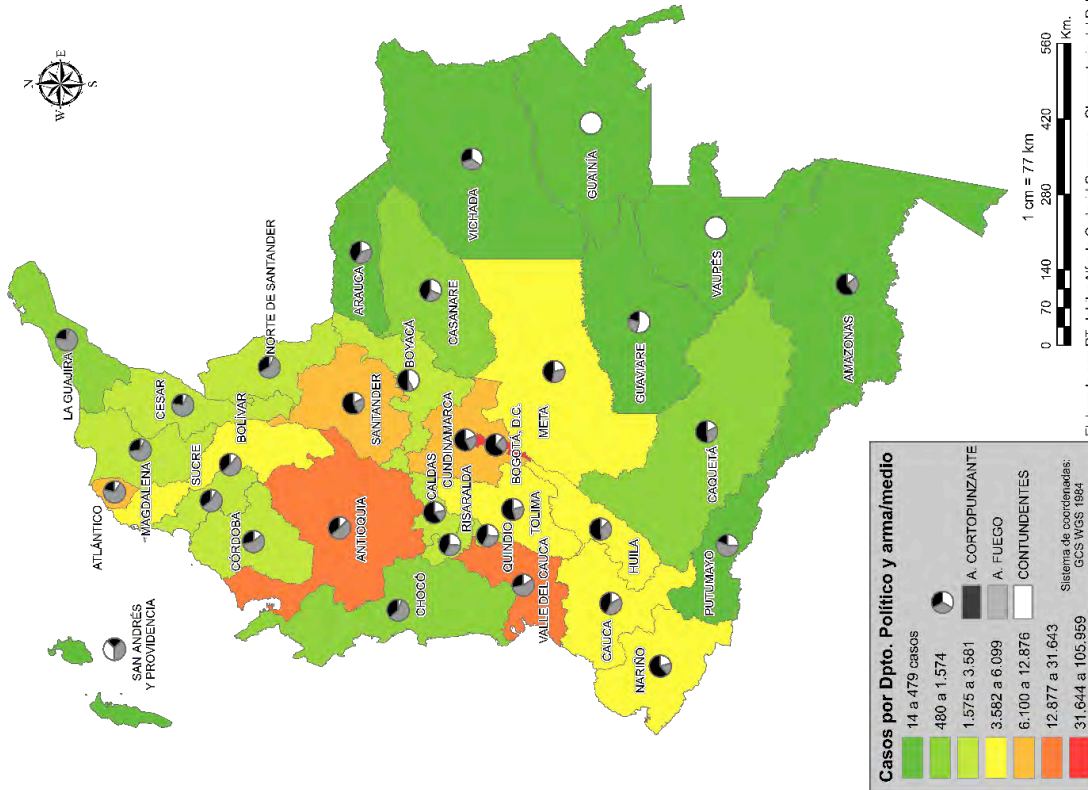 N
W E
S
SAN ANDRÉS
Y PROVIDENCIA
LA GUAJIRA
ATLÁNTICO
MAGDALENA
CESAR
SUCRE
BOLÍVAR
NORTE DE SANTANDER
CÓRDOBA
ANTIOQUIA
SANTANDER
ARAUCA
CHOCÓ
BOYACÁ
CASANARE
VICHADA
CALDAS
CUNDINAMARCA
RISARALDA
BOGOTÁ, D.C.
QUINDÍO
TOLIMA
VALLE DEL CAUCA
META
GUAINÍA
HUILA
CAUCA
GUAVIARE
NARIÑO
CAQUETÁ
VAUPÉS
PUTUMAYO
AMAZONAS
Casos por Dpto. Político y arma/medio
14 a 479 casos
480 a 1.574
1.575 a 3.581
3.582 a 6.099
6.100 a 12.876
12.877 a 31.643
31.644 a 105.959
A. CORTOPUNZANTE
A. FUEGO
CONTUNDENTES
Sistema de coordenadas:
GCS WGS 1984
1 cm = 77 km
0 70 140 280 420 560
Km.